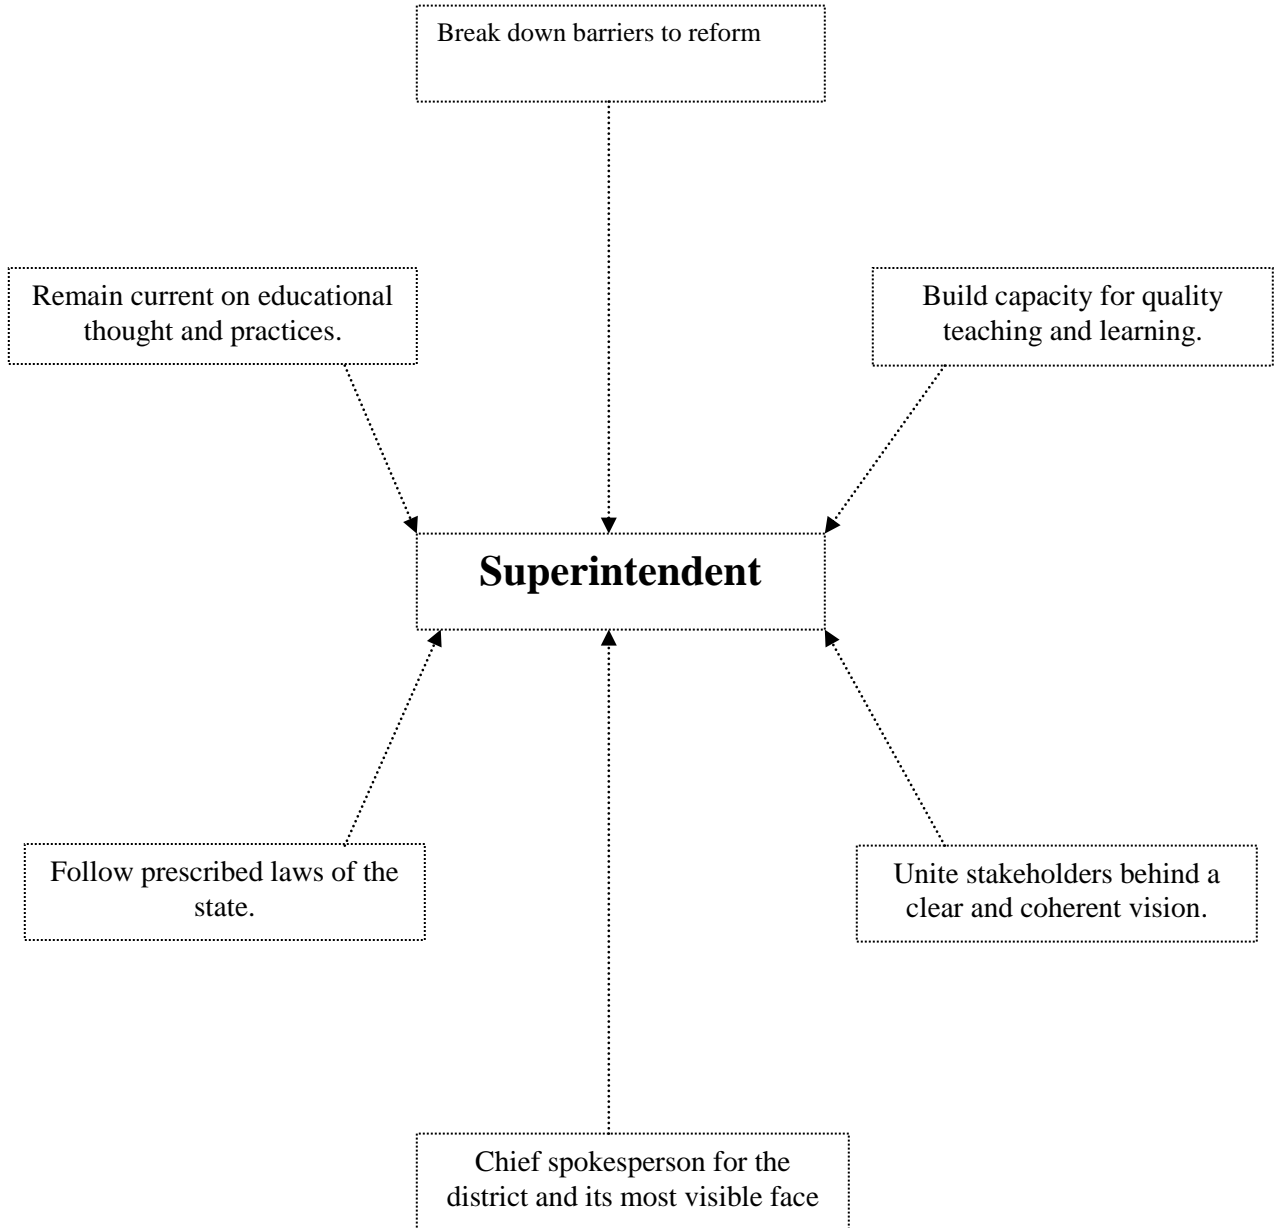 Break down barriers to reform
Remain current on educational
thought and practices.
Build capacity for quality
teaching and learning.
Superintendent
Follow prescribed laws of the
state.
Unite stakeholders behind a
clear and coherent vision.
Chief spokesperson for the
district and its most visible face